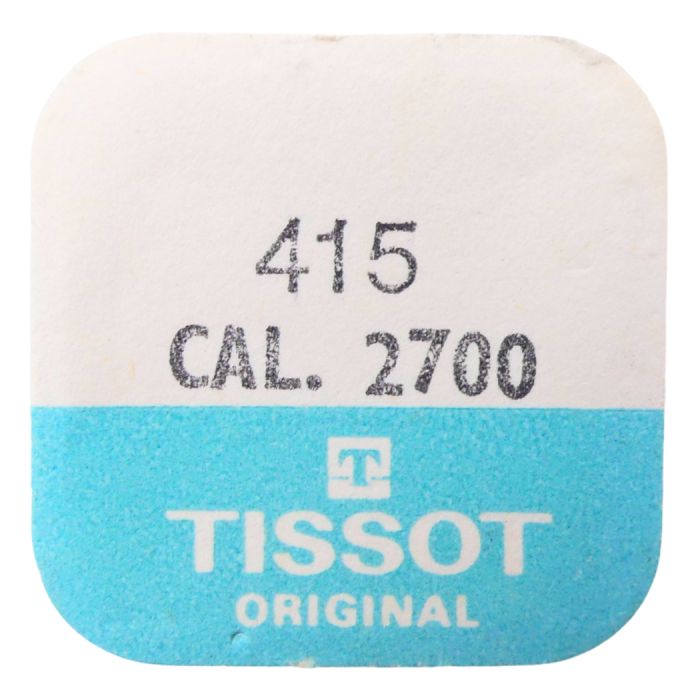 415
CAL. 2700
T
TISSOT
ORIGINAL